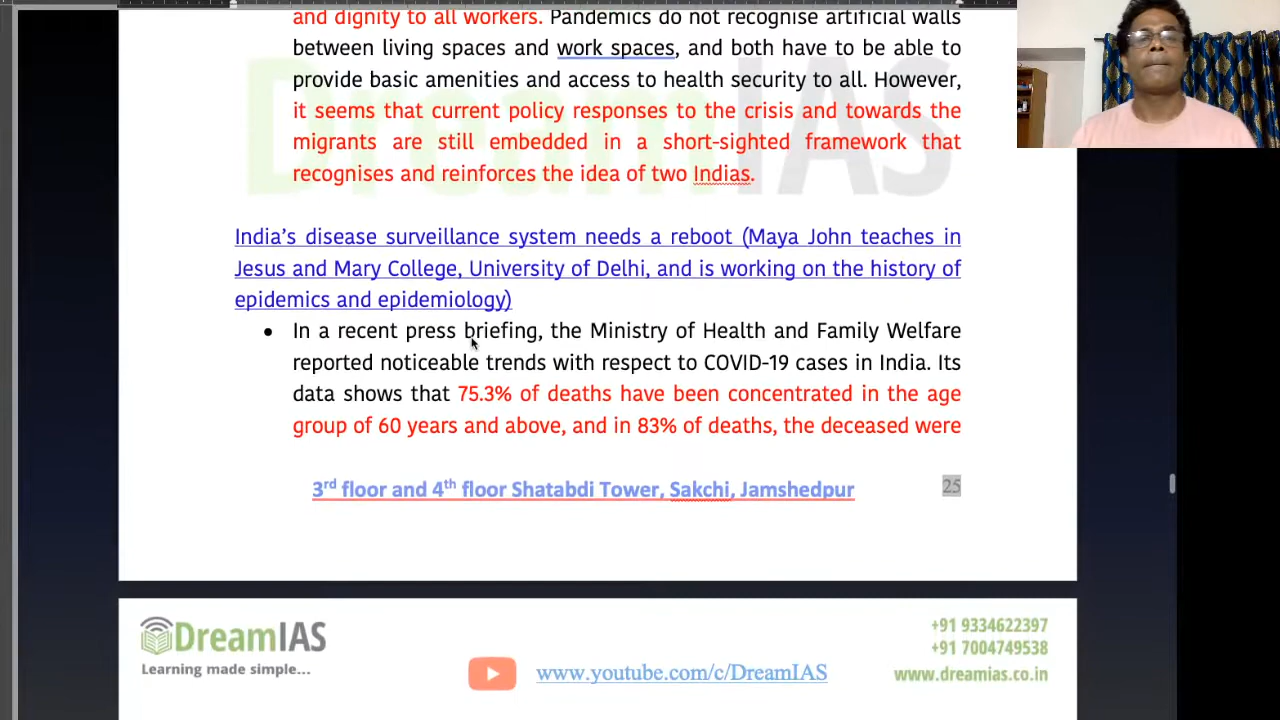 and dignity to all workers. Pandemics do not recognise artificial walls
between living spaces and work spaces, and both have to be able to
provide basic amenities and access to health security to all. However,
it seems that current policy responses to the crisis and towards the
migrants are still embedded in a short-sighted framework that
recognises and reinforces the idea of two Indias.
DreamIAS
India's disease surveillance system needs a reboot (Maya John teaches in
Jesus and Mary College, University of Delhi, and is working on the history of
epidemics and epidemiology)
• In a recent press briefing, the Ministry of Health and Family Welfare
reported noticeable trends with respect to COVID-19 cases in India. Its
data shows that 75.3% of deaths have been concentrated in the age
group of 60 years and above, and in 83% of deaths, the deceased were
3rd floor and 4th floor Shatabdi Tower, Sakchi, Jamshedpur
25
DreamIAS
Learning made simple...
www.youtube.com/c/DreamIAS
+91 9334622397
+91 7004749538
www.dreamias.co.in